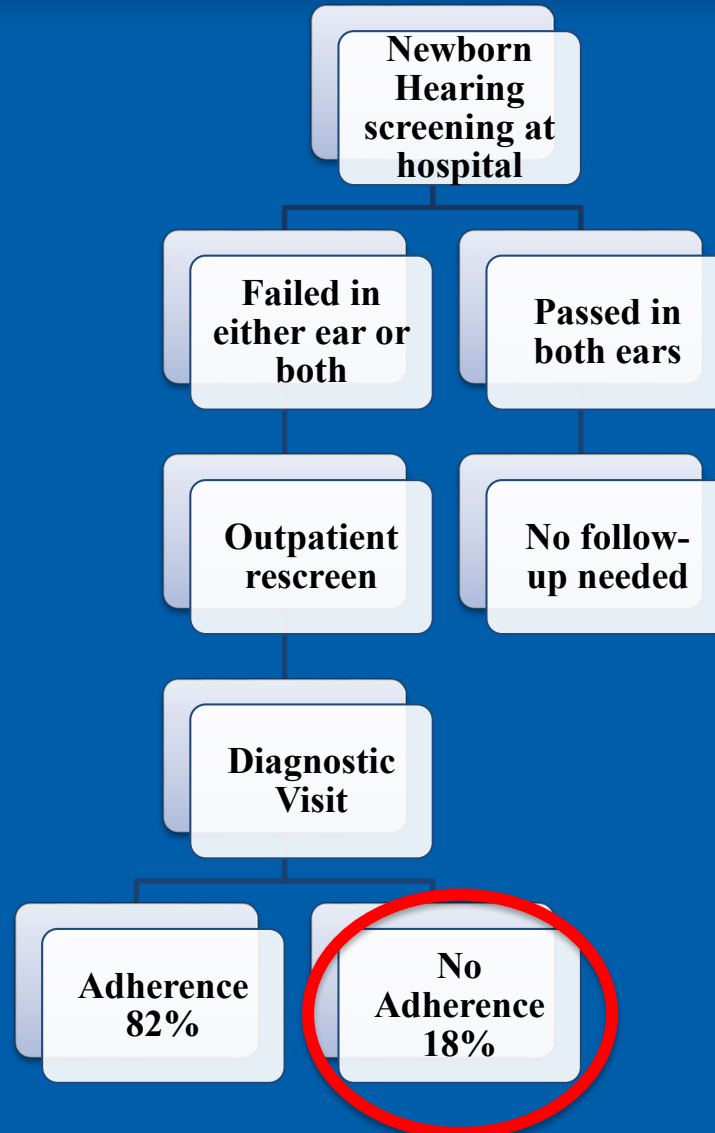 Newborn
Hearing
screening at
hospital
Failed in
either ear or
both
Passed in
both ears
Outpatient
rescreen
No follow-
up needed
Diagnostic
Visit
Adherence
82%
No
Adherence
18%